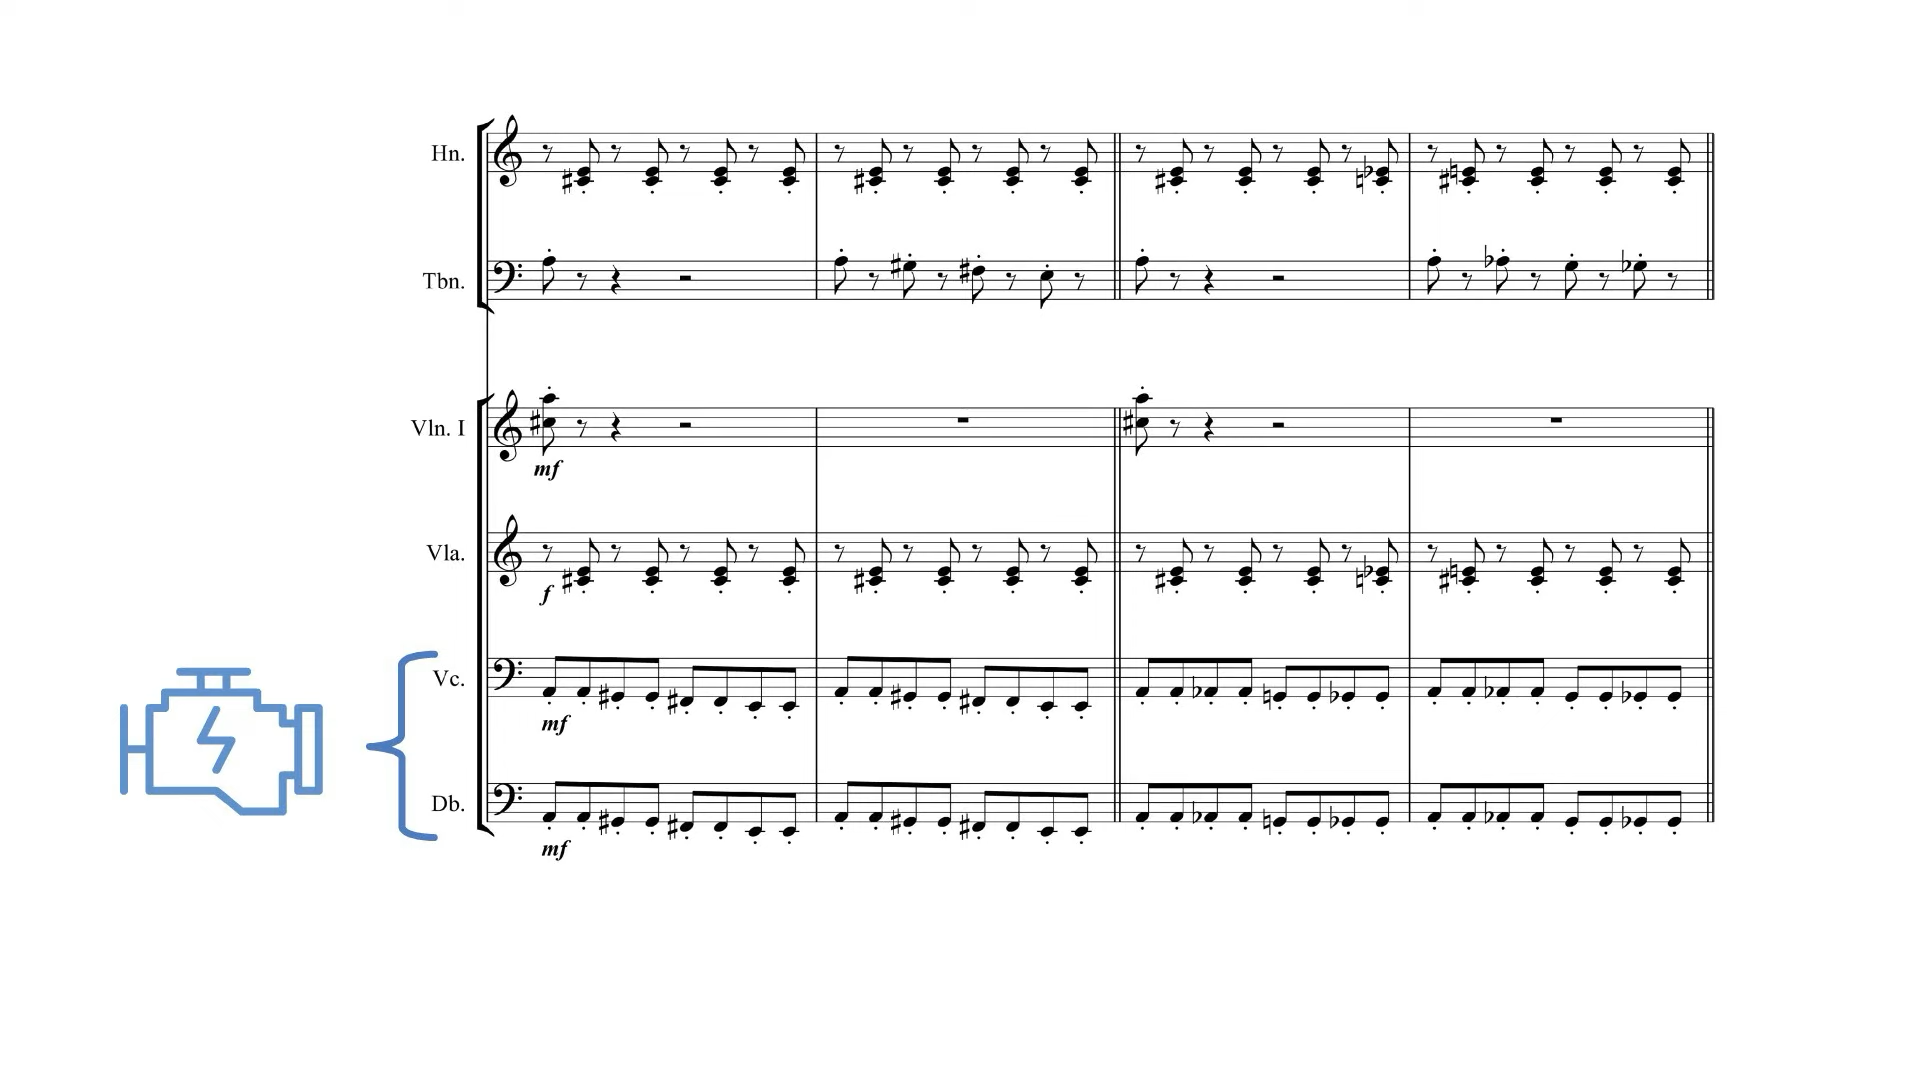 Hn.
Tbn.
Vln. I
mf
Vla.
f
Vc.
mf
Db.
mf